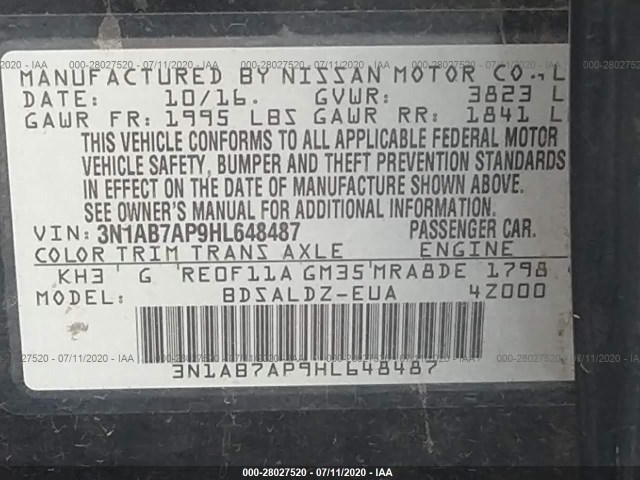 MANUFACTURED BY NISSAN MOTOR CO., L
DATE: 10/16. GVWR: 3823 L
GAWR FR: 1995 LBS GAWR RR: 1841 L
THIS VEHICLE CONFORMS TO ALL APPLICABLE FEDERAL MOTOR
VEHICLE SAFETY, BUMPER AND THEFT PREVENTION STANDARDS
IN EFFECT ON THE DATE OF MANUFACTURE SHOWN ABOVE.
SEE OWNER'S MANUAL FOR ADDITIONAL INFORMATION.
VIN: 3N1AB7AP9HL648487 PASSENGER CAR.
COLOR TRIM TRANS AXLE ENGINE
KH3 G RE0F11A GM35 MRA8DE 1798
MODEL: BDSALDZ-EUA 4Z000
3N1AB7AP9HL648487
000-28027520 - 07/11/2020 - IAA